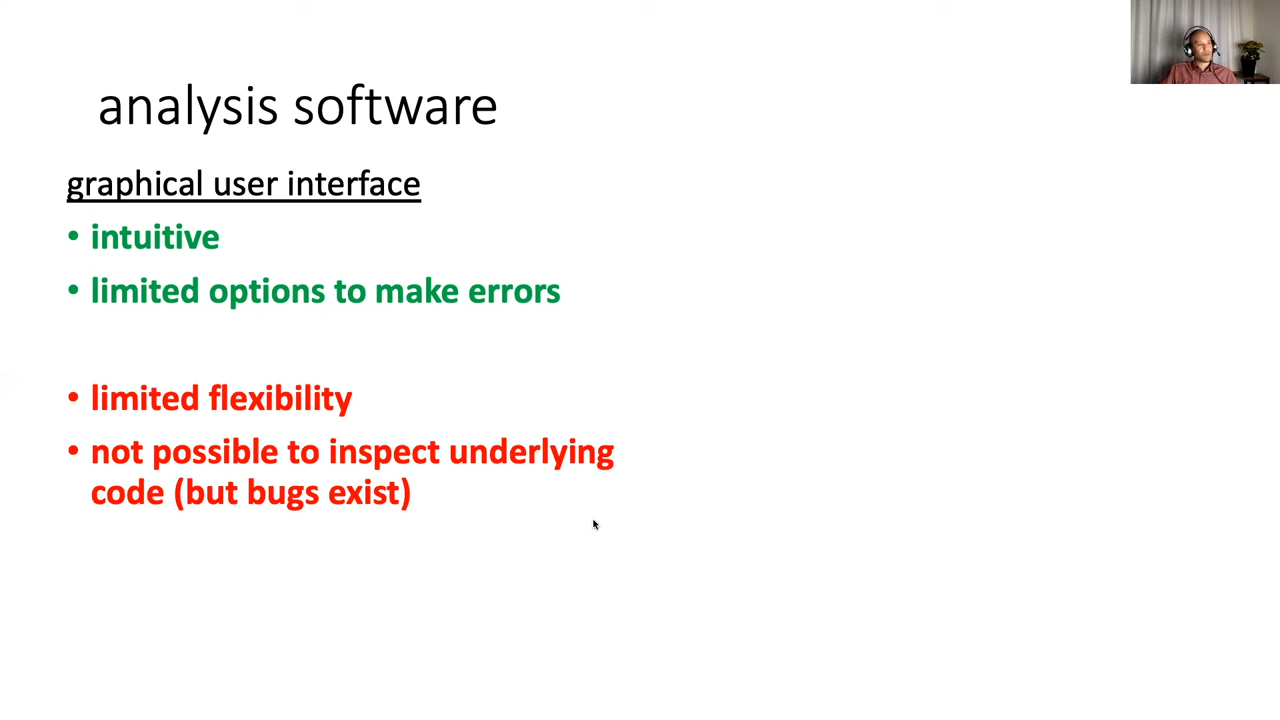 analysis software
graphical user interface
• intuitive
• limited options to make errors
• limited flexibility
• not possible to inspect underlying
code (but bugs exist)